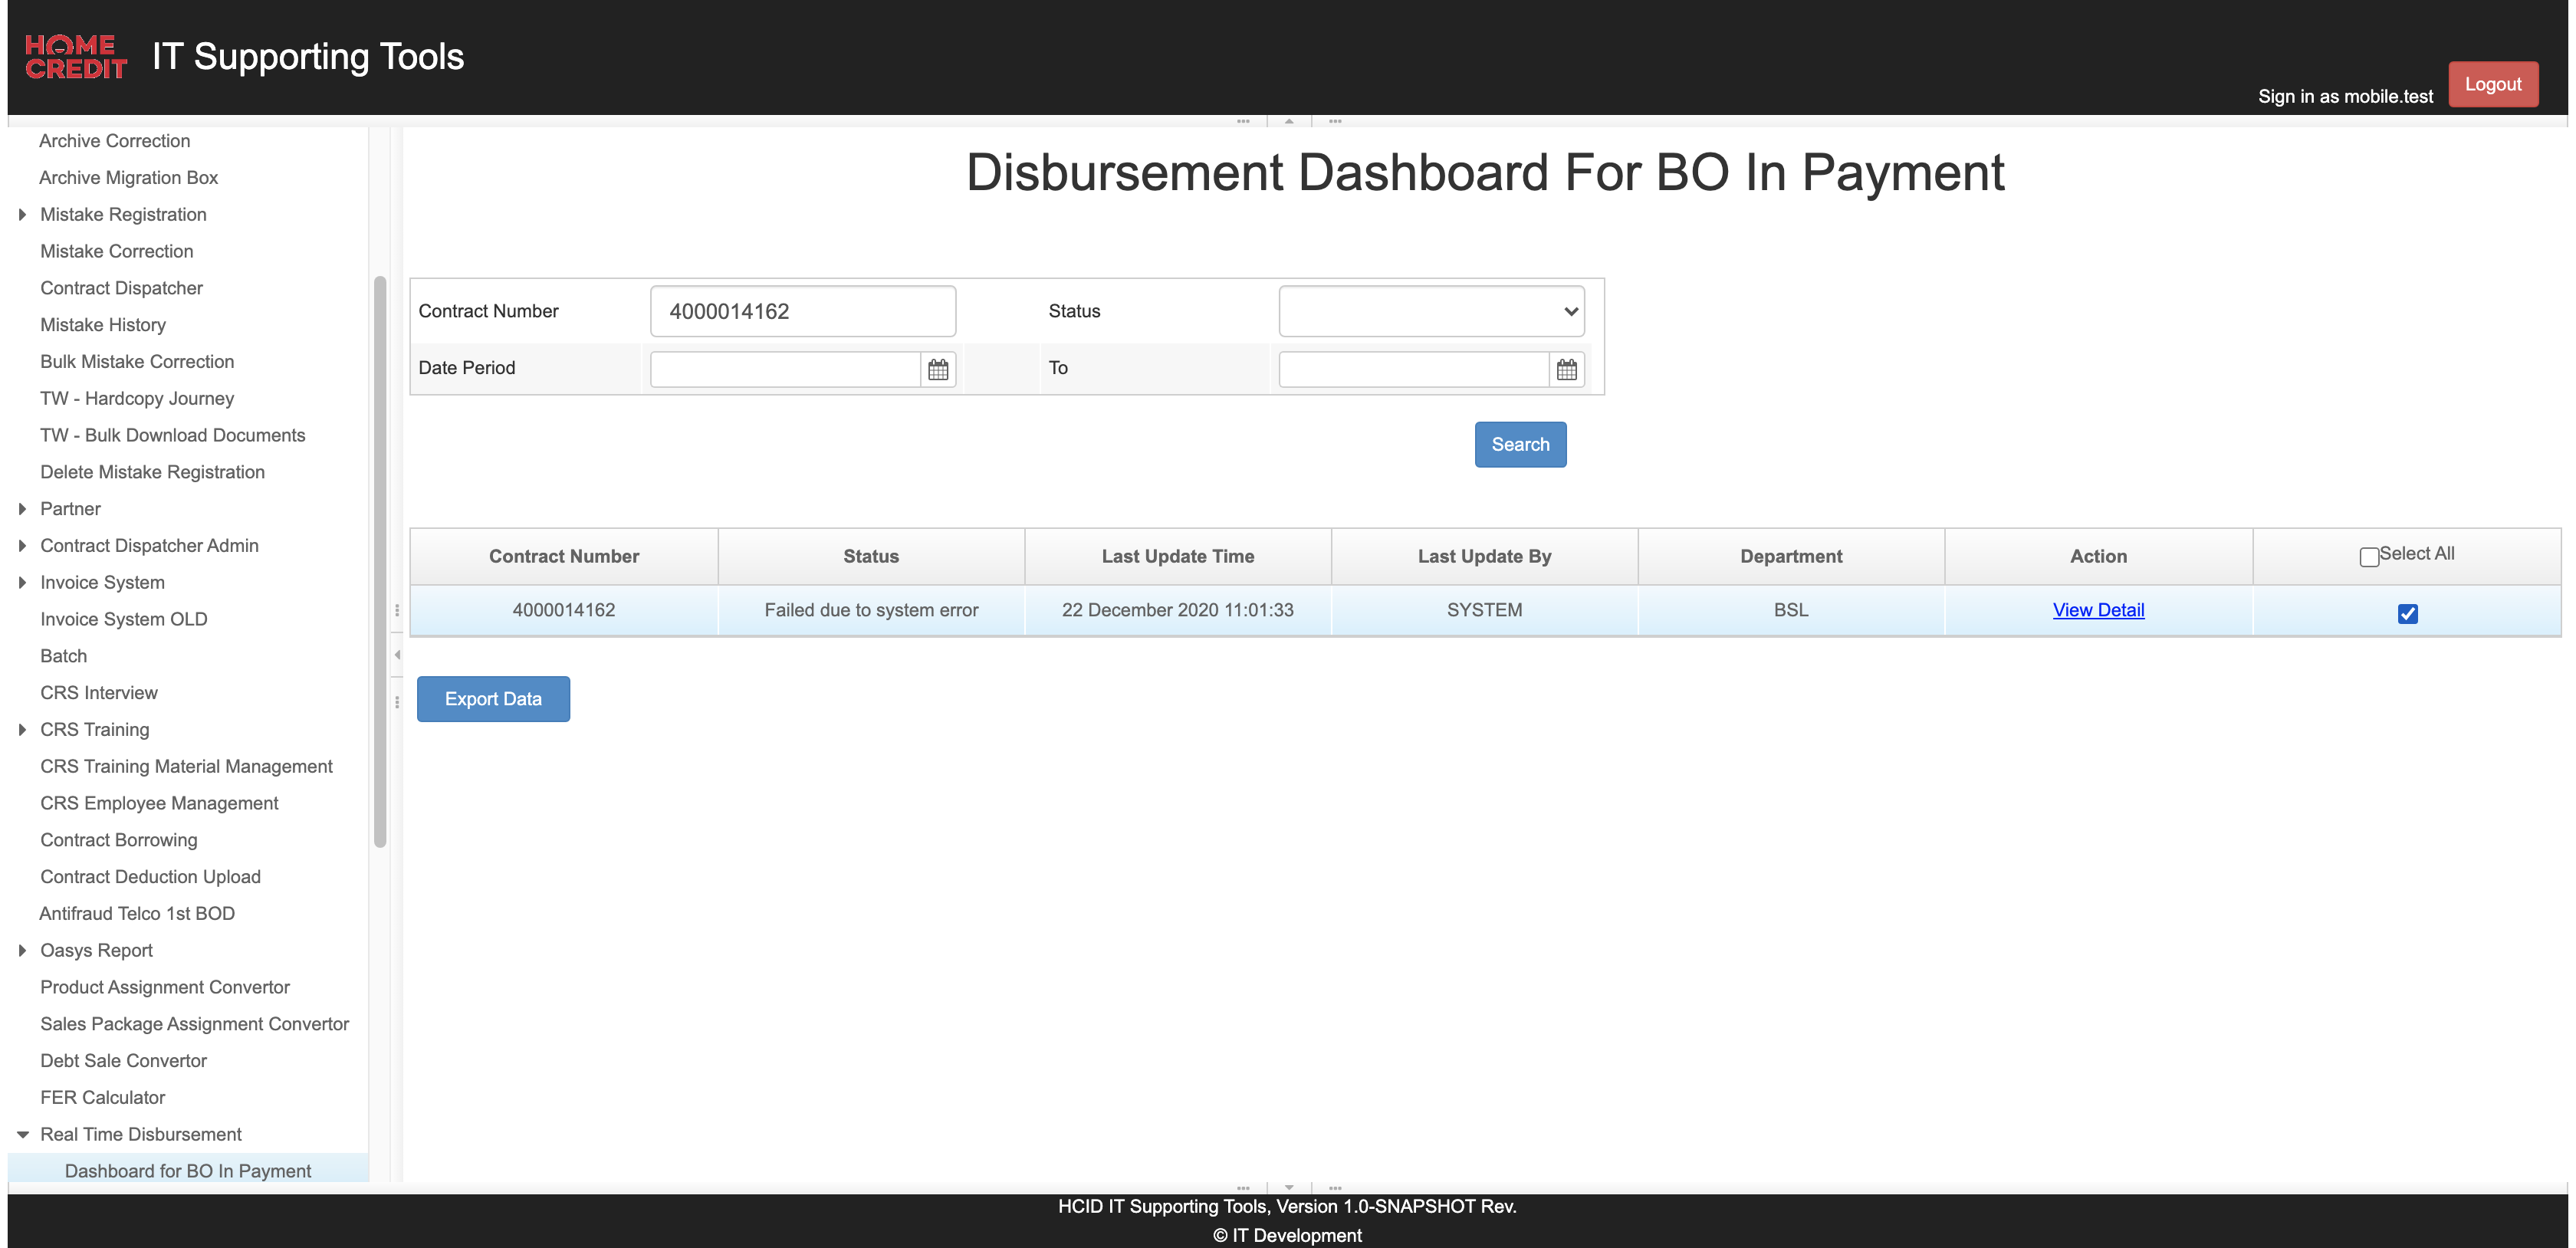 HOME
CREDIT
IT Supporting Tools
Sign in as mobile.test
Logout
Archive Correction
Archive Migration Box
Mistake Registration
Mistake Correction
Contract Dispatcher
Mistake History
Bulk Mistake Correction
TW - Hardcopy Journey
TW - Bulk Download Documents
Delete Mistake Registration
Partner
Contract Dispatcher Admin
Invoice System
Invoice System OLD
Batch
CRS Interview
CRS Training
CRS Training Material Management
CRS Employee Management
Contract Borrowing
Contract Deduction Upload
Antifraud Telco 1st BOD
Oasys Report
Product Assignment Convertor
Sales Package Assignment Convertor
Debt Sale Convertor
FER Calculator
Real Time Disbursement
Dashboard for BO In Payment
Disbursement Dashboard For BO In Payment
Contract Number 4000014162 Status
Date Period To
Search
Contract Number Status Last Update Time Last Update By Department Action Select All
4000014162 Failed due to system error 22 December 2020 11:01:33 SYSTEM BSL View Detail
Export Data
HCID IT Supporting Tools, Version 1.0-SNAPSHOT Rev.
© IT Development